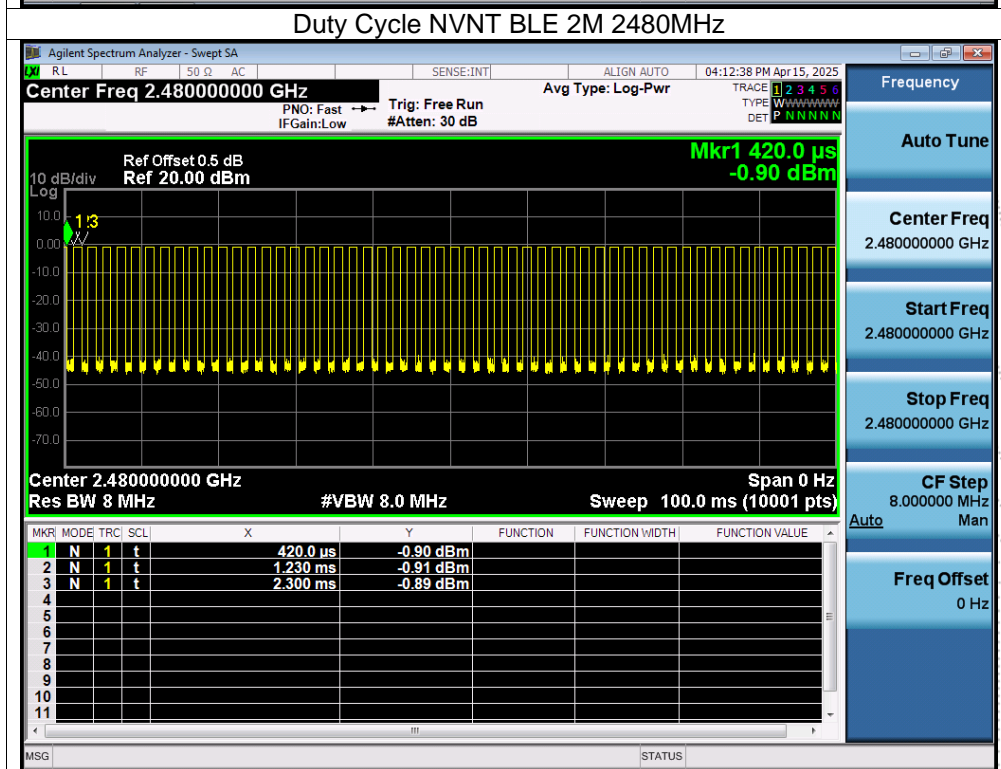 Duty Cycle NVNT BLE 2M 2480MHz
Agilent Spectrum Analyzer - Swept SA
LXI RL RF 50 Ω AC SENSE:INT ALIGN AUTO 04:12:38 PM Apr 15, 2025
Center Freq 2.480000000 GHz
PNO: Fast
IFGain:Low
Trig: Free Run
#Atten: 30 dB
Avg Type: Log-Pwr
TRACE 1 2 3 4 5 6
TYPE WWWWWWW
DET P N N N N N
Frequency
Auto Tune
Center Freq
2.480000000 GHz
Start Freq
2.480000000 GHz
Stop Freq
2.480000000 GHz
CF Step
8.000000 MHz
Auto Man
Freq Offset
0 Hz
Mkr1 420.0 µs
-0.90 dBm
Ref Offset 0.5 dB
10 dB/div Ref 20.00 dBm
Log
10.0
0.00
-10.0
-20.0
-30.0
-40.0
-50.0
-60.0
-70.0
Center 2.480000000 GHz Span 0 Hz
Res BW 8 MHz #VBW 8.0 MHz Sweep 100.0 ms (10001 pts)
MKR MODE TRC SCL X Y FUNCTION FUNCTION WIDTH FUNCTION VALUE
1 N 1 t 420.0 µs -0.90 dBm
2 N 1 t 1.230 ms -0.91 dBm
3 N 1 t 2.300 ms -0.89 dBm
4
5
6
7
8
9
10
11
MSG STATUS